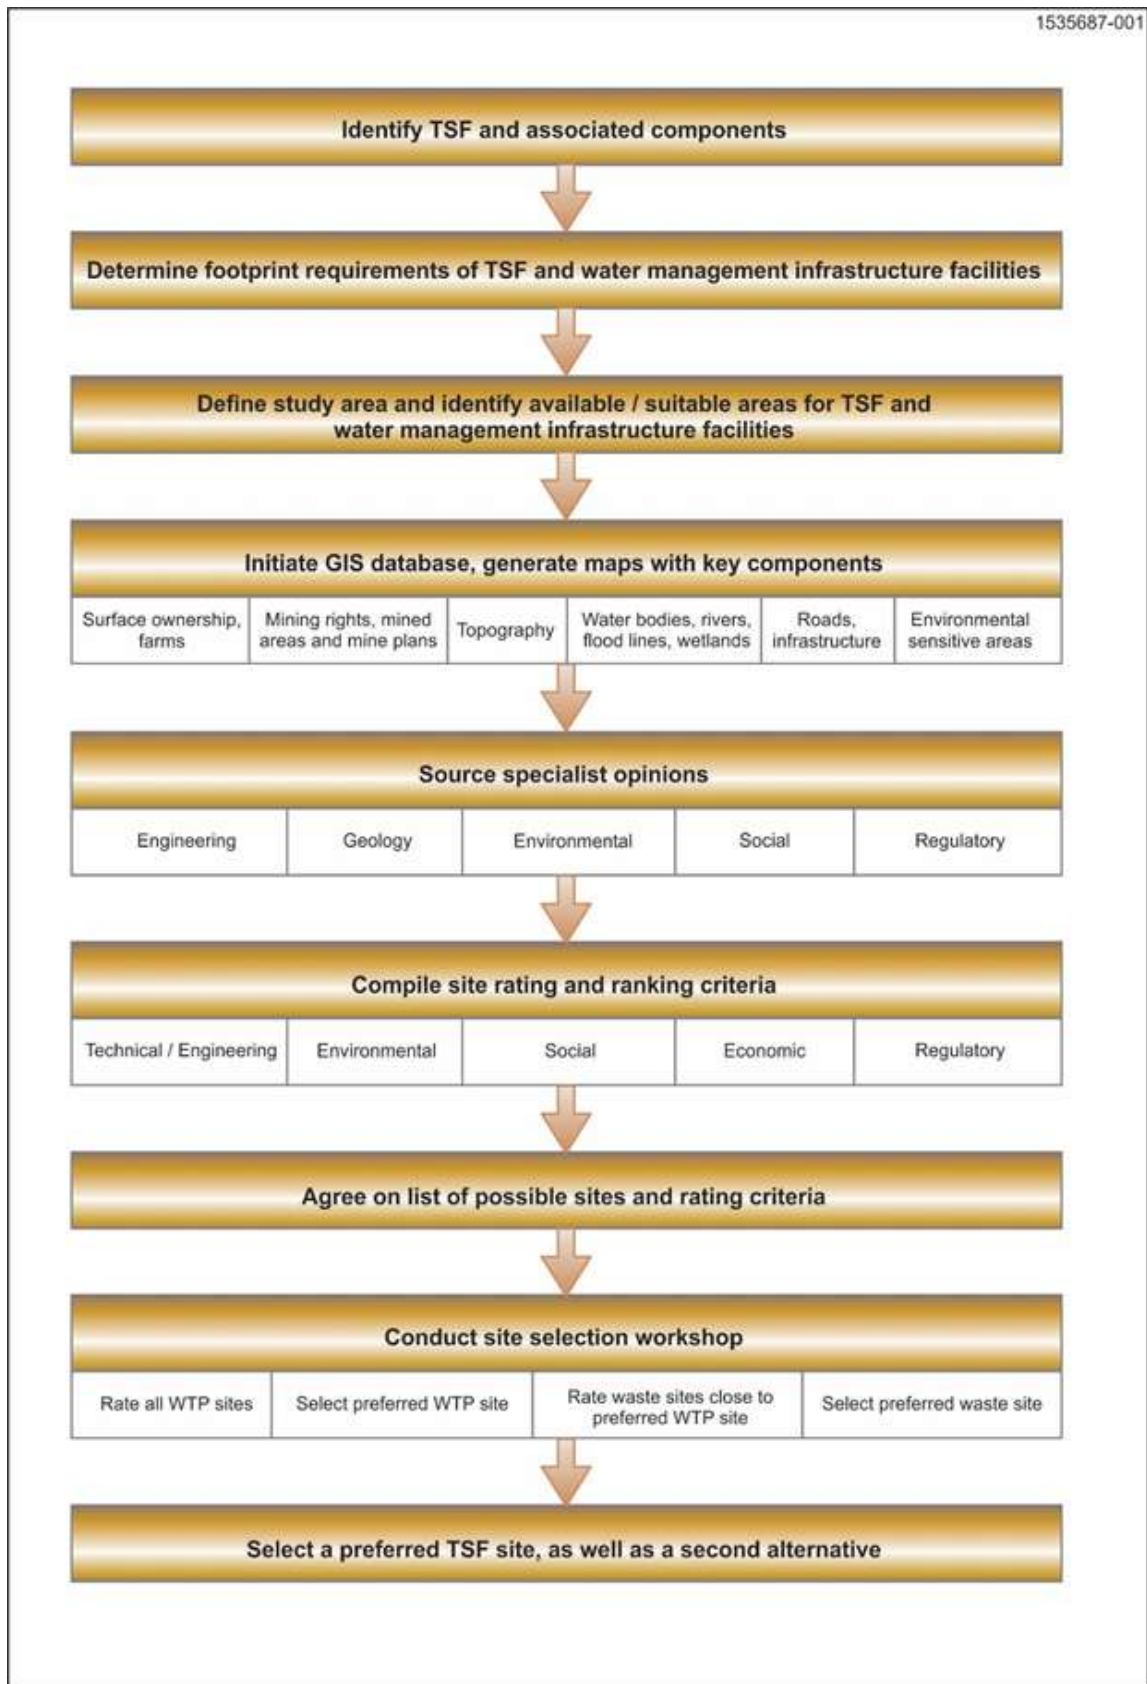 1535687-001
Identify TSF and associated components
Determine footprint requirements of TSF and water management infrastructure facilities
Define study area and identify available / suitable areas for TSF and
water management infrastructure facilities
Initiate GIS database, generate maps with key components
Surface ownership,
farms
Mining rights, mined
areas and mine plans
Topography
Water bodies, rivers,
flood lines, wetlands
Roads,
infrastructure
Environmental
sensitive areas
Source specialist opinions
Engineering
Geology
Environmental
Social
Regulatory
Compile site rating and ranking criteria
Technical / Engineering
Environmental
Social
Economic
Regulatory
Agree on list of possible sites and rating criteria
Conduct site selection workshop
Rate all WTP sites
Select preferred WTP site
Rate waste sites close to
preferred WTP site
Select preferred waste site
Select a preferred TSF site, as well as a second alternative